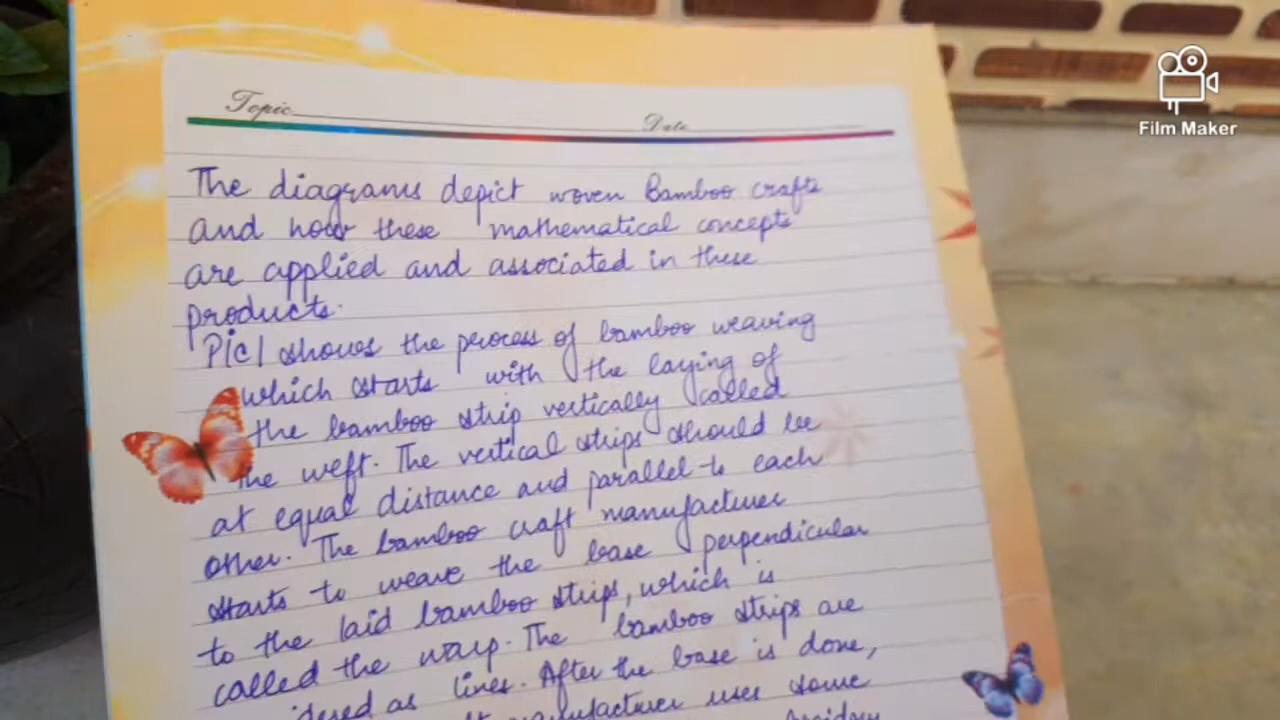 Film Maker
Topic
Date
The diagrams depict woven Bamboo crafts
and how these mathematical concepts
are applied and associated in these
products.
Pic 1 shows the process of bamboo weaving
which starts with the laying of
the bamboo strip vertically called
the weft. The vertical strips should be
at equal distance and parallel to each
other. The bamboo craft manufacturer
starts to weave the base perpendicular
to the laid bamboo strips, which is
called the warp. The bamboo strips are
as lines. After the base is done,
uses some